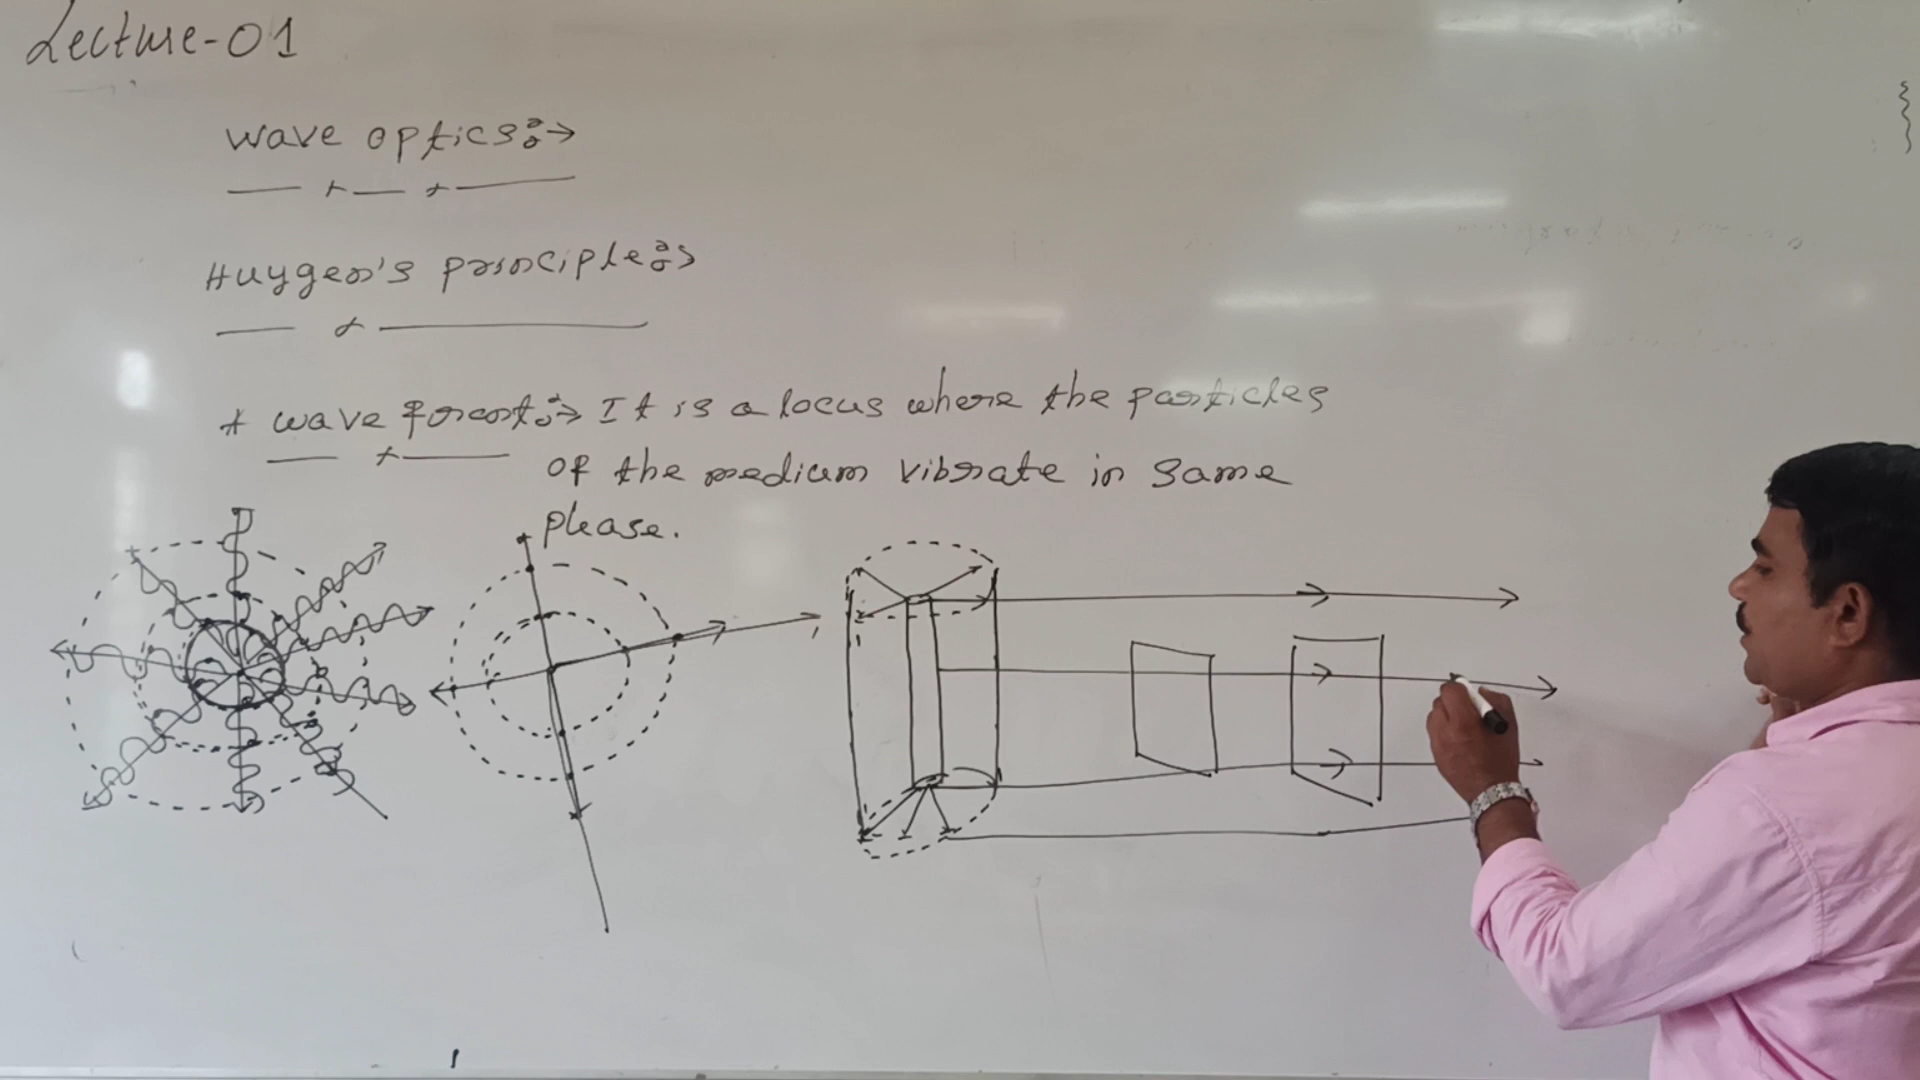 Lecture-01
wave optics:→
Huygen's principle:→
* wave front:→ It is a locus where the particles
of the medium vibrate in same
please.